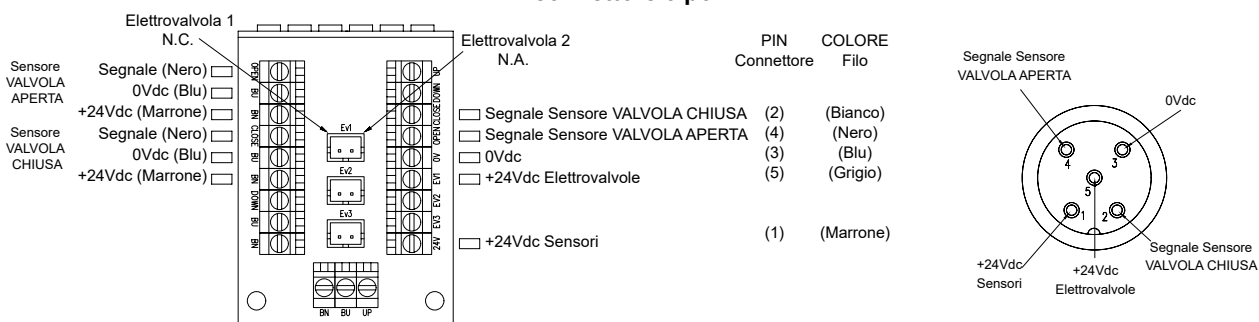 Elettrovalvola 1
N.C.
Elettrovalvola 2
N.A.
PIN
Connettore
COLORE
Filo
Sensore
VALVOLA
APERTA
Segnale (Nero)
0Vdc (Blu)
+24Vdc (Marrone)
Sensore
VALVOLA
CHIUSA
Segnale (Nero)
0Vdc (Blu)
+24Vdc (Marrone)
OPEN
BU
BN
CLOSE
BU
BN
DOWN
BU
BN
Ev1
Ev2
Ev3
UP
DOWN
CLOSE
OPEN
0V
EV1
EV2
EV3
24V
BN BU UP
Segnale Sensore VALVOLA CHIUSA (2) (Bianco)
Segnale Sensore VALVOLA APERTA (4) (Nero)
0Vdc (3) (Blu)
+24Vdc Elettrovalvole (5) (Grigio)
+24Vdc Sensori (1) (Marrone)
Segnale Sensore
VALVOLA APERTA
0Vdc
4
3
5
1
2
+24Vdc
Sensori
+24Vdc
Elettrovalvole
Segnale Sensore
VALVOLA CHIUSA